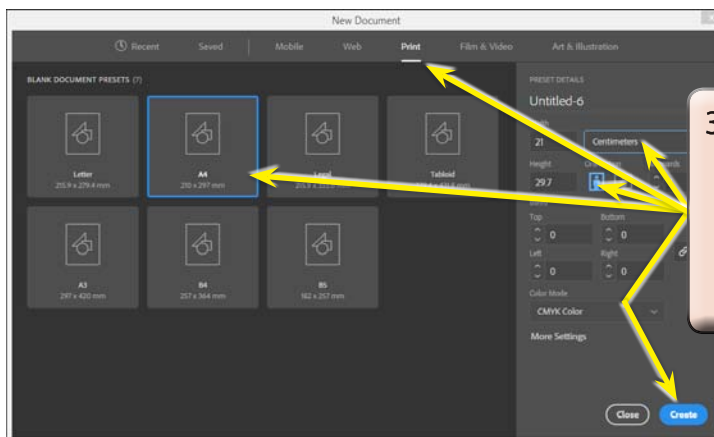 New Document
Recent Saved Mobile Web Print Film & Video Art & Illustration
BLANK DOCUMENT PRESETS (7)
PRESET DETAILS
Untitled-6
21 Centimeters
Height
29.7
Letter A4 Legal Tabloid
215.9 x 279.4 mm 210 x 297 mm
Top Bottom
0 0
Left Right
0 0
A3 B4 B5
297 x 420 mm 257 x 364 mm 182 x 257 mm
Color Mode
CMYK Color
More Settings
Close Create
3